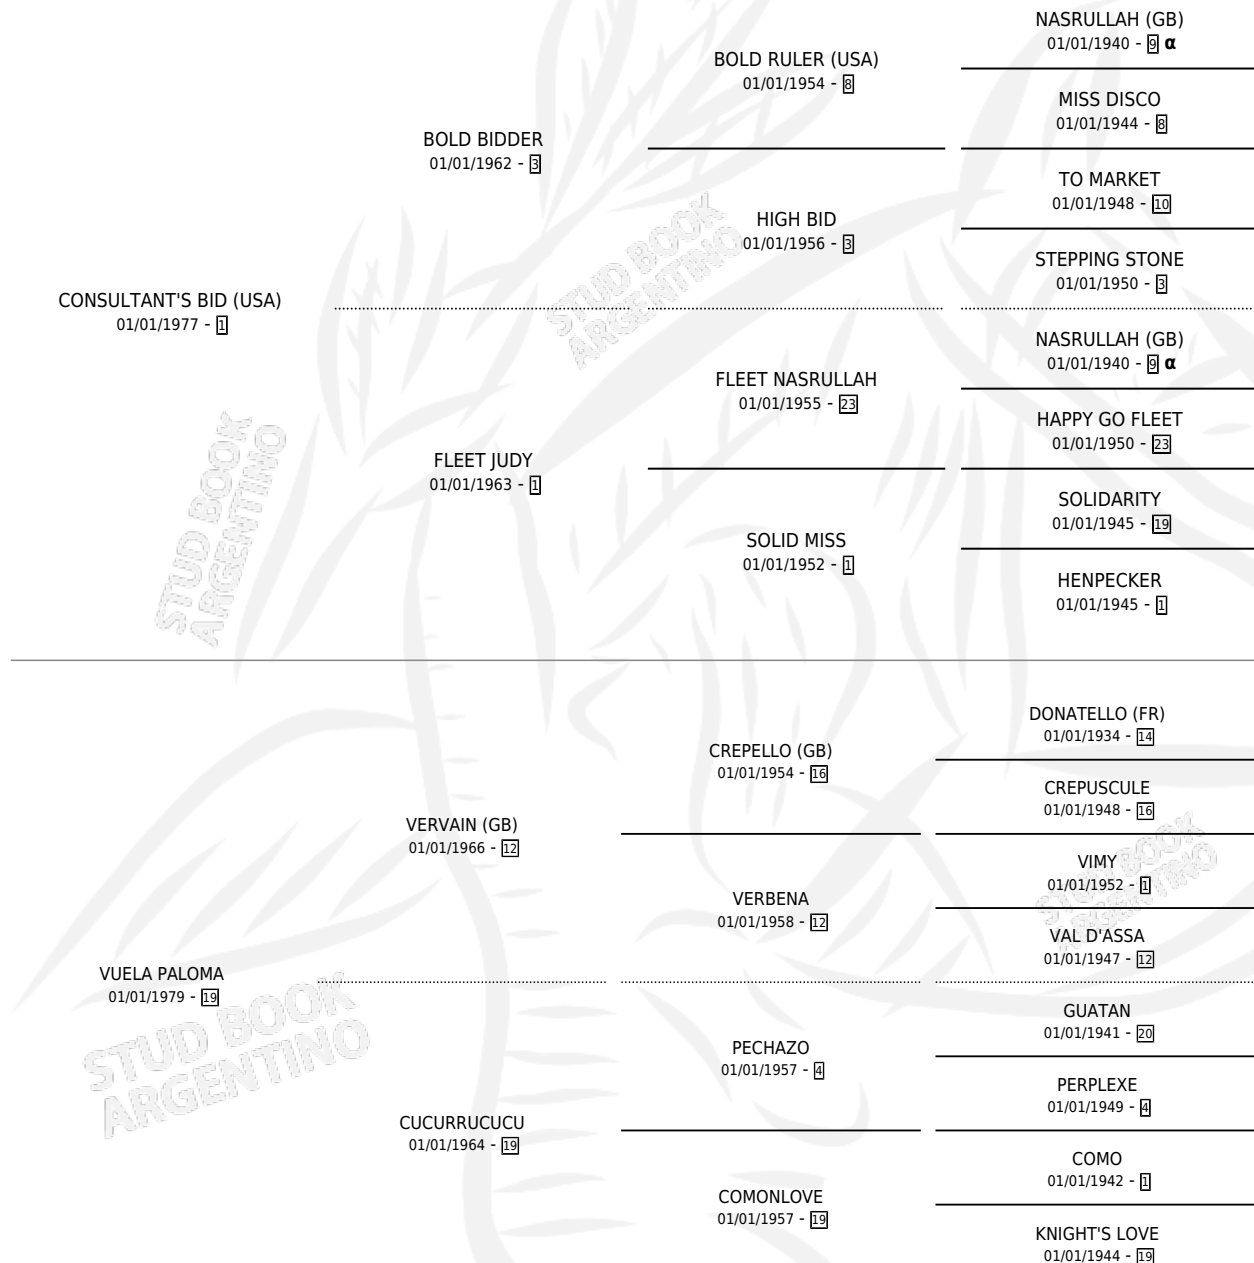 NASRULLAH (GB)
01/01/1940 - 9 α
BOLD RULER (USA)
01/01/1954 - 8
MISS DISCO
01/01/1944 - 8
BOLD BIDDER
01/01/1962 - 3
TO MARKET
01/01/1948 - 10
HIGH BID
01/01/1956 - 3
STEPPING STONE
01/01/1950 - 3
CONSULTANT'S BID (USA)
01/01/1977 - 1
NASRULLAH (GB)
01/01/1940 - 9 α
FLEET NASRULLAH
01/01/1955 - 23
HAPPY GO FLEET
01/01/1950 - 23
FLEET JUDY
01/01/1963 - 1
SOLIDARITY
01/01/1945 - 19
SOLID MISS
01/01/1952 - 1
HENPECKER
01/01/1945 - 1
DONATELLO (FR)
01/01/1934 - 14
CREPELLO (GB)
01/01/1954 - 16
CREPUSCULE
01/01/1948 - 16
VERVAIN (GB)
01/01/1966 - 12
VIMY
01/01/1952 - 1
VERBENA
01/01/1958 - 12
VAL D'ASSA
01/01/1947 - 12
VUELA PALOMA
01/01/1979 - 19
GUATAN
01/01/1941 - 20
PECHAZO
01/01/1957 - 4
PERPLEXE
01/01/1949 - 4
CUCURRUCUCU
01/01/1964 - 19
COMO
01/01/1942 - 1
COMONLOVE
01/01/1957 - 19
KNIGHT'S LOVE
01/01/1944 - 19
STUD BOOK
ARGENTINO
STUD BOOK
ARGENTINO
STUD BOOK
ARGENTINO
STUD BOOK
ARGENTINO